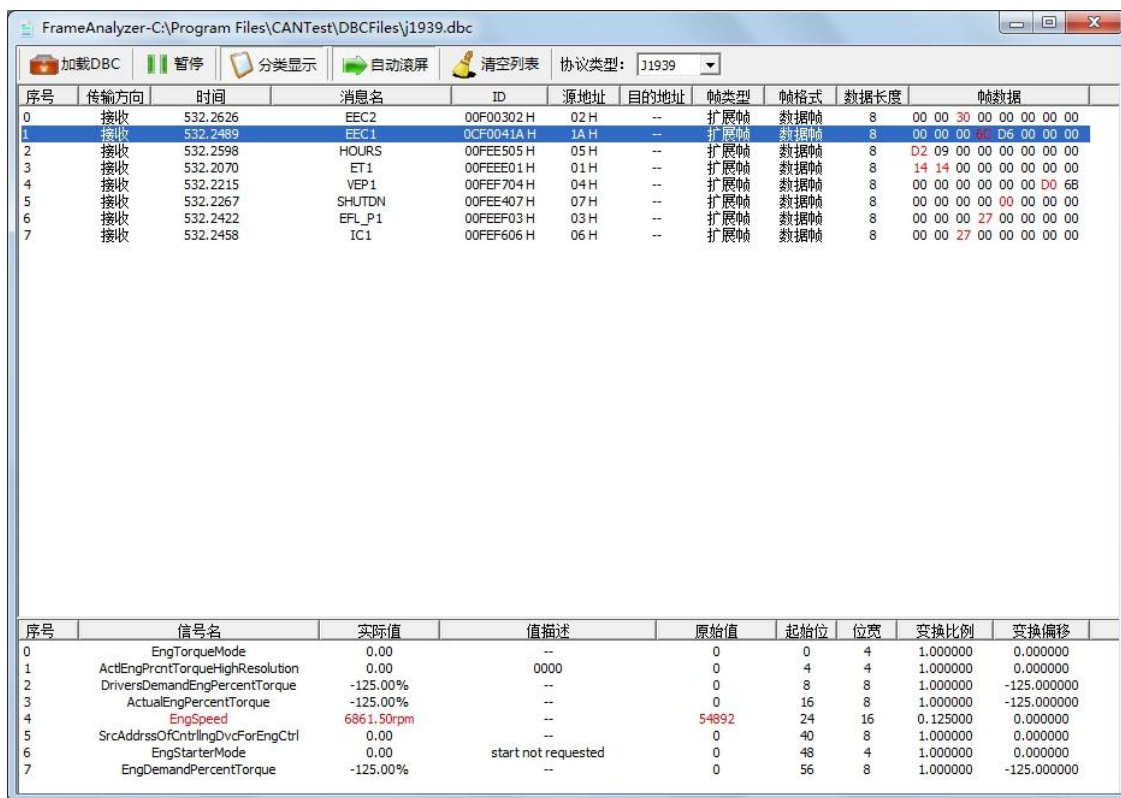 FrameAnalyzer-C:\Program Files\CANTest\DBCFiles\j1939.dbc
加载DBC 暂停 分类显示 自动滚屏 清空列表 协议类型: J1939
序号 传输方向 时间 消息名 ID 源地址 目的地址 帧类型 帧格式 数据长度 帧数据
0 接收 532.2626 EEC2 00F00302 H 02 H -- 扩展帧 数据帧 8 00 00 30 00 00 00 00 00
1 接收 532.2489 EEC1 0CF0041A H 1A H -- 扩展帧 数据帧 8 00 00 00 6C D6 00 00 00
2 接收 532.2598 HOURS 00FEE505 H 05 H -- 扩展帧 数据帧 8 D2 09 00 00 00 00 00 00
3 接收 532.2070 ET1 00FEEE01 H 01 H -- 扩展帧 数据帧 8 14 14 00 00 00 00 00 00
4 接收 532.2215 VEP1 00FEF704 H 04 H -- 扩展帧 数据帧 8 00 00 00 00 00 00 D0 6B
5 接收 532.2267 SHUTDN 00FEE407 H 07 H -- 扩展帧 数据帧 8 00 00 00 00 00 00 00 00
6 接收 532.2422 EFL_P1 00FEEF03 H 03 H -- 扩展帧 数据帧 8 00 00 00 27 00 00 00 00
7 接收 532.2458 IC1 00FEF606 H 06 H -- 扩展帧 数据帧 8 00 00 27 00 00 00 00 00
序号 信号名 实际值 值描述 原始值 起始位 位宽 变换比例 变换偏移
0 EngTorqueMode 0.00 -- 0 0 4 1.000000 0.000000
1 ActlEngPrcntTorqueHighResolution 0.00 0000 0 4 4 1.000000 0.000000
2 DriversDemandEngPercentTorque -125.00% -- 0 8 8 1.000000 -125.000000
3 ActualEngPercentTorque -125.00% -- 0 16 8 1.000000 -125.000000
4 EngSpeed 6861.50rpm -- 54892 24 16 0.125000 0.000000
5 SrcAddrssOfCntrllngDvcForEngCtrl 0.00 -- 0 40 8 1.000000 0.000000
6 EngStarterMode 0.00 start not requested 0 48 4 1.000000 0.000000
7 EngDemandPercentTorque -125.00% -- 0 56 8 1.000000 -125.000000